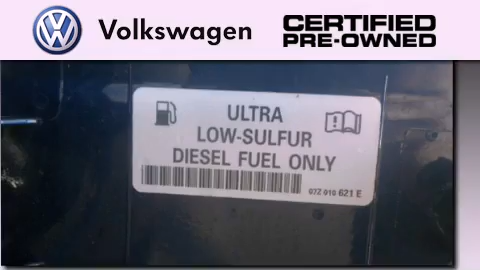 Volkswagen
CERTIFIED
PRE-OWNED
ULTRA
LOW-SULFUR
DIESEL FUEL ONLY
07Z 010 621 E